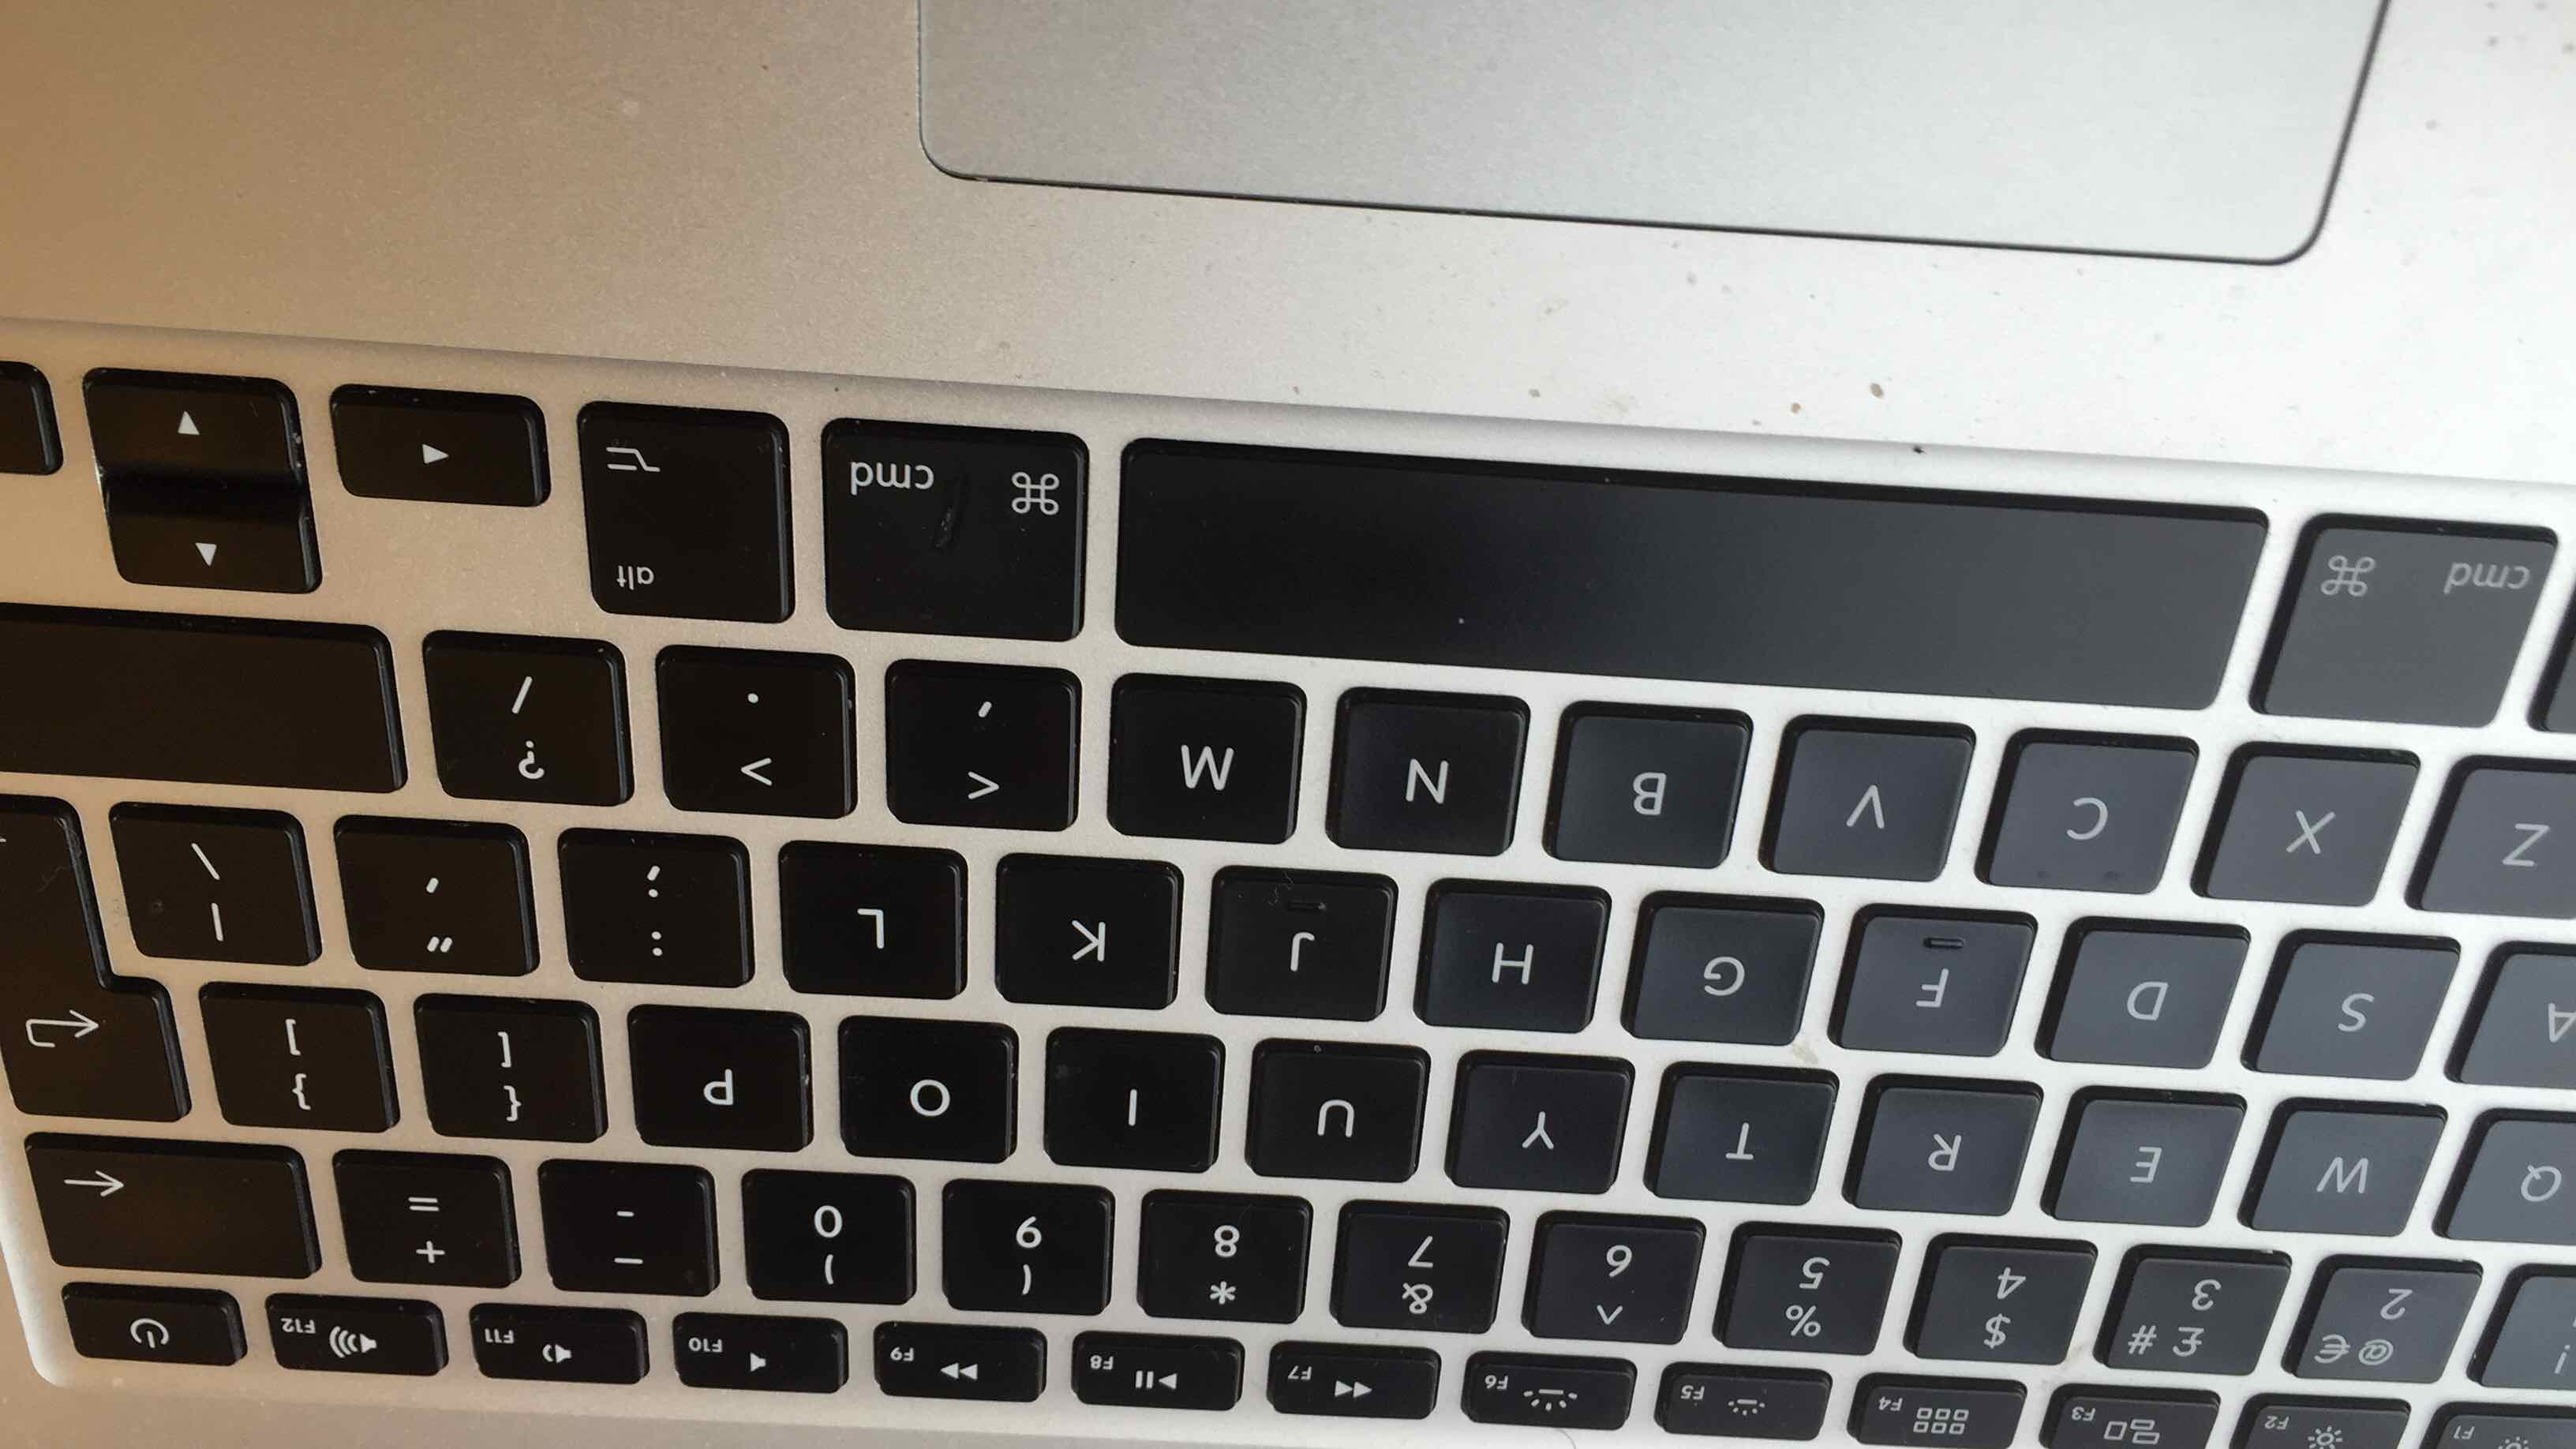 F1 F2 F3 F4 F5 F6 F7 F8 F9 F10 F11 F12
! @ € £ # $ % ^ & * ( ) _ +
2 3 4 5 6 7 8 9 0 - =
Q W E R T Y U I O P { }
[ ]
A S D F G H J K L : " |
; ' \
Z X C V B N M < > ?
, . /
cmd ⌘ ⌘ cmd alt ⌥